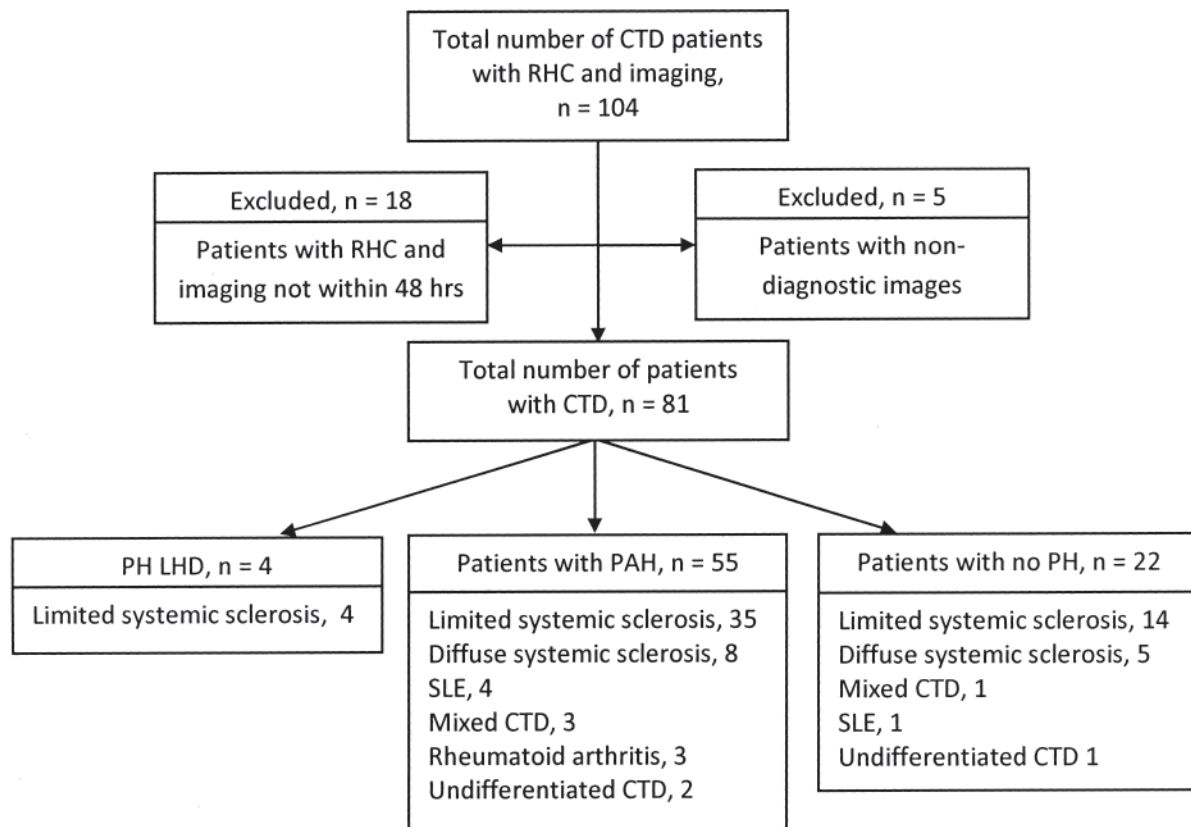 Total number of CTD patients
with RHC and imaging,
n = 104
Excluded, n = 18
Patients with RHC and
imaging not within 48 hrs
Excluded, n = 5
Patients with non-
diagnostic images
Total number of patients
with CTD, n = 81
PH LHD, n = 4
Limited systemic sclerosis, 4
Patients with PAH, n = 55
Limited systemic sclerosis, 35
Diffuse systemic sclerosis, 8
SLE, 4
Mixed CTD, 3
Rheumatoid arthritis, 3
Undifferentiated CTD, 2
Patients with no PH, n = 22
Limited systemic sclerosis, 14
Diffuse systemic sclerosis, 5
Mixed CTD, 1
SLE, 1
Undifferentiated CTD 1